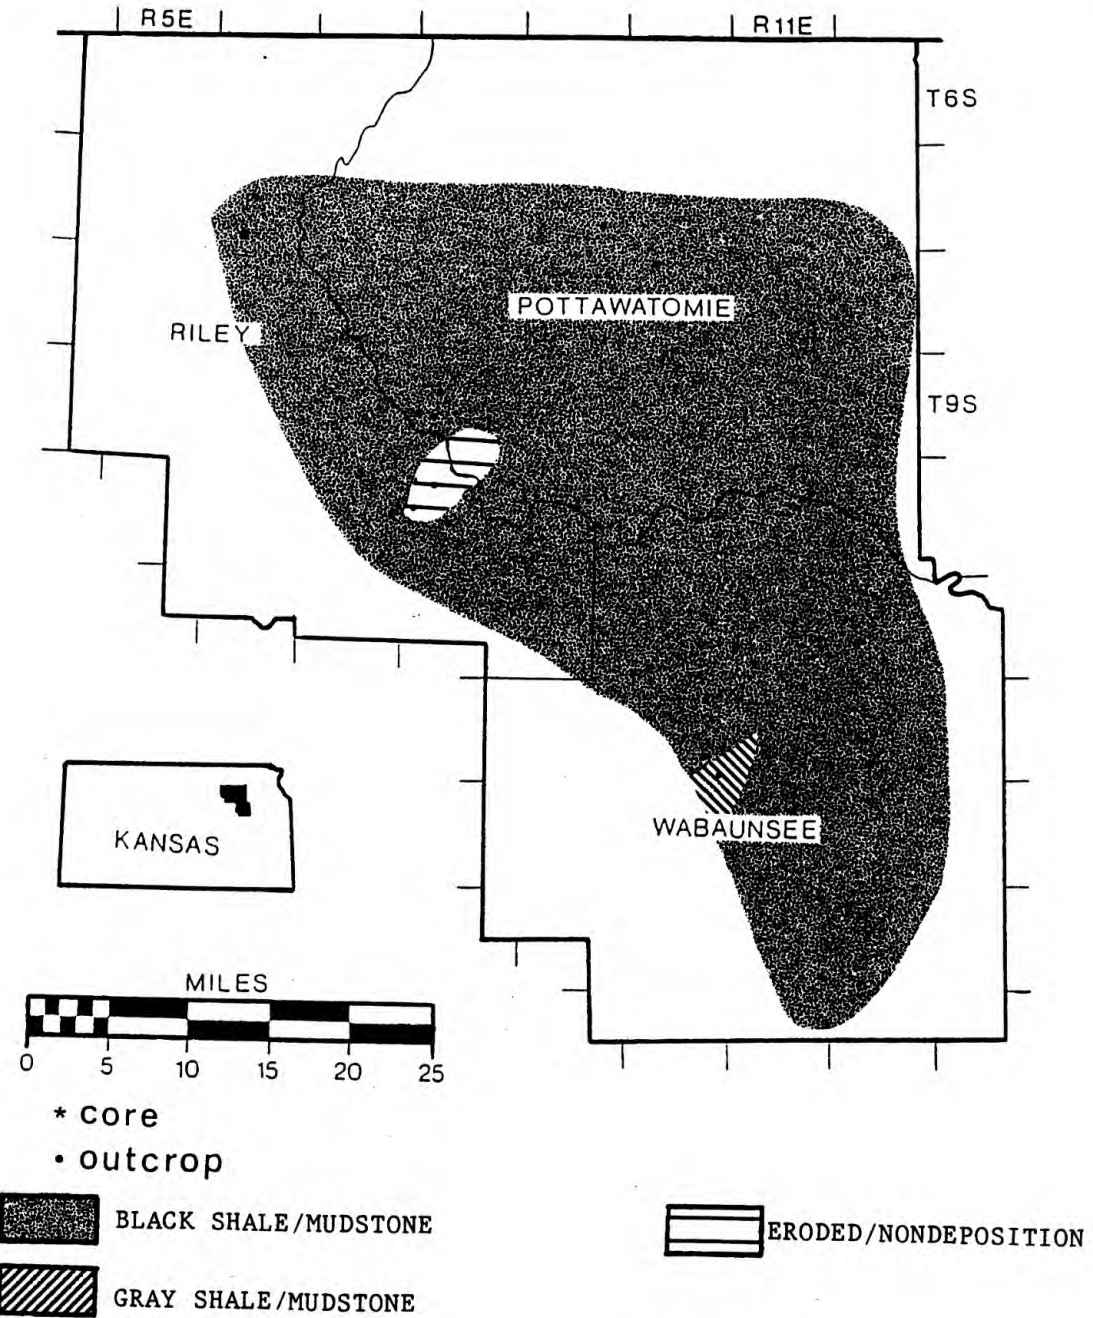 R5E R11E
T6S
POTTAWATOMIE
RILEY
T9S
WABAUNSEE
KANSAS
MILES
0 5 10 15 20 25
* core
• outcrop
BLACK SHALE/MUDSTONE
ERODED/NONDEPOSITION
GRAY SHALE/MUDSTONE